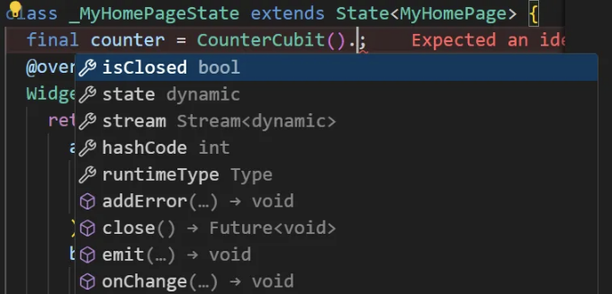 class _MyHomePageState extends State<MyHomePage> {
final counter = CounterCubit().; Expected an ide
@over
Widge
ret
a
)
b
isClosed bool
state dynamic
stream Stream<dynamic>
hashCode int
runtimeType Type
addError(…) → void
close() → Future<void>
emit(…) → void
onChange(…) → void